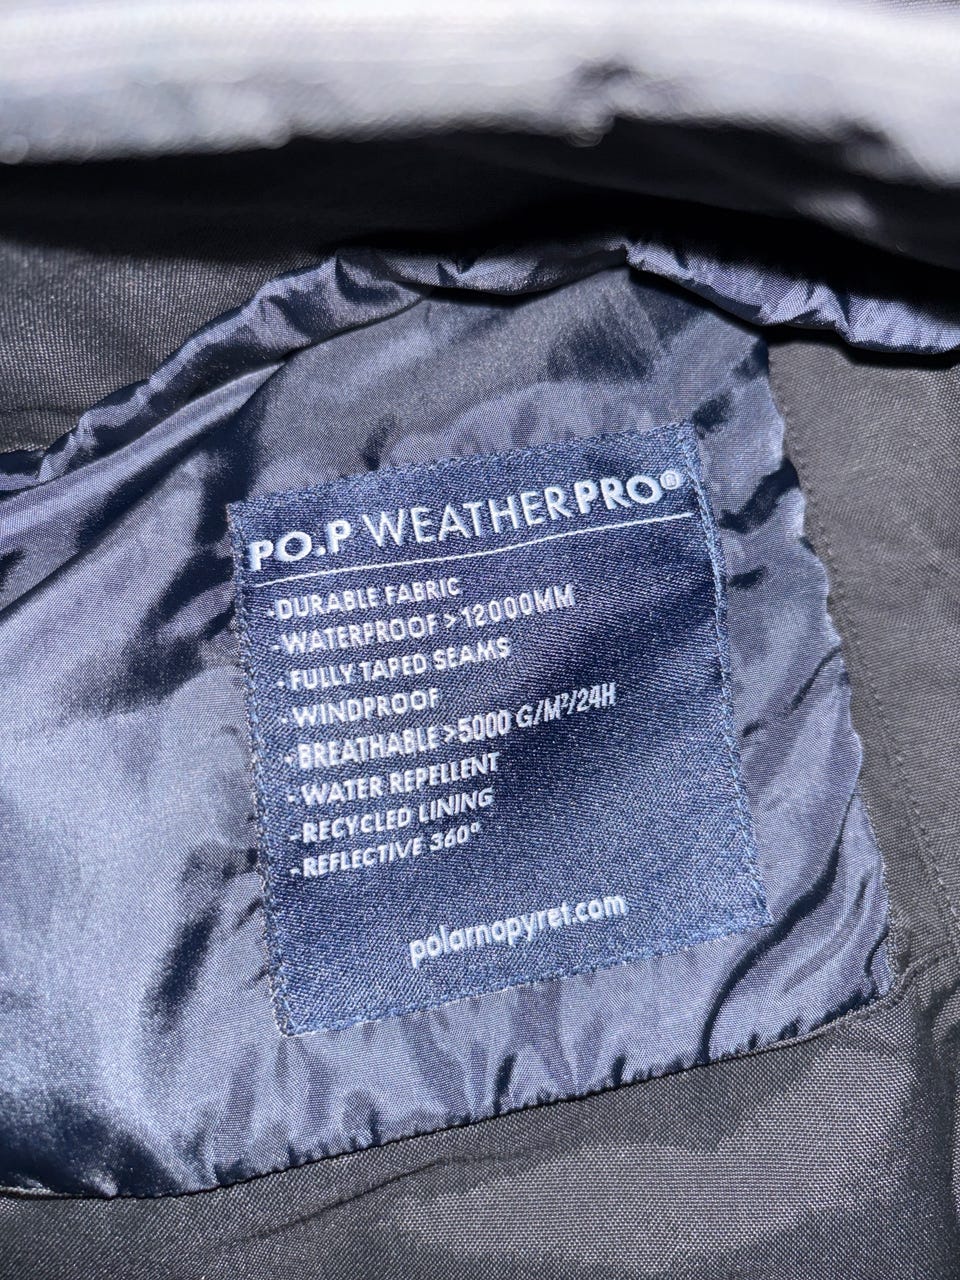 PO.P WEATHERPRO®
-DURABLE FABRIC
-WATERPROOF >12000MM
-FULLY TAPED SEAMS
-WINDPROOF
-BREATHABLE >5000 G/M²/24H
-WATER REPELLENT
-RECYCLED LINING
-REFLECTIVE 360°
polarnopyret.com